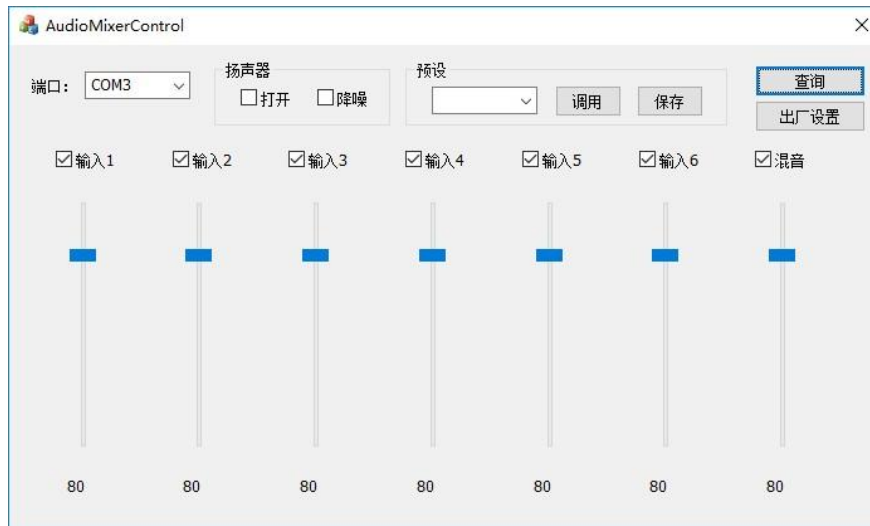 AudioMixerControl
端口： COM3
扬声器
打开 降噪
预设
调用 保存
查询
出厂设置
输入1 输入2 输入3 输入4 输入5 输入6 混音
80 80 80 80 80 80 80